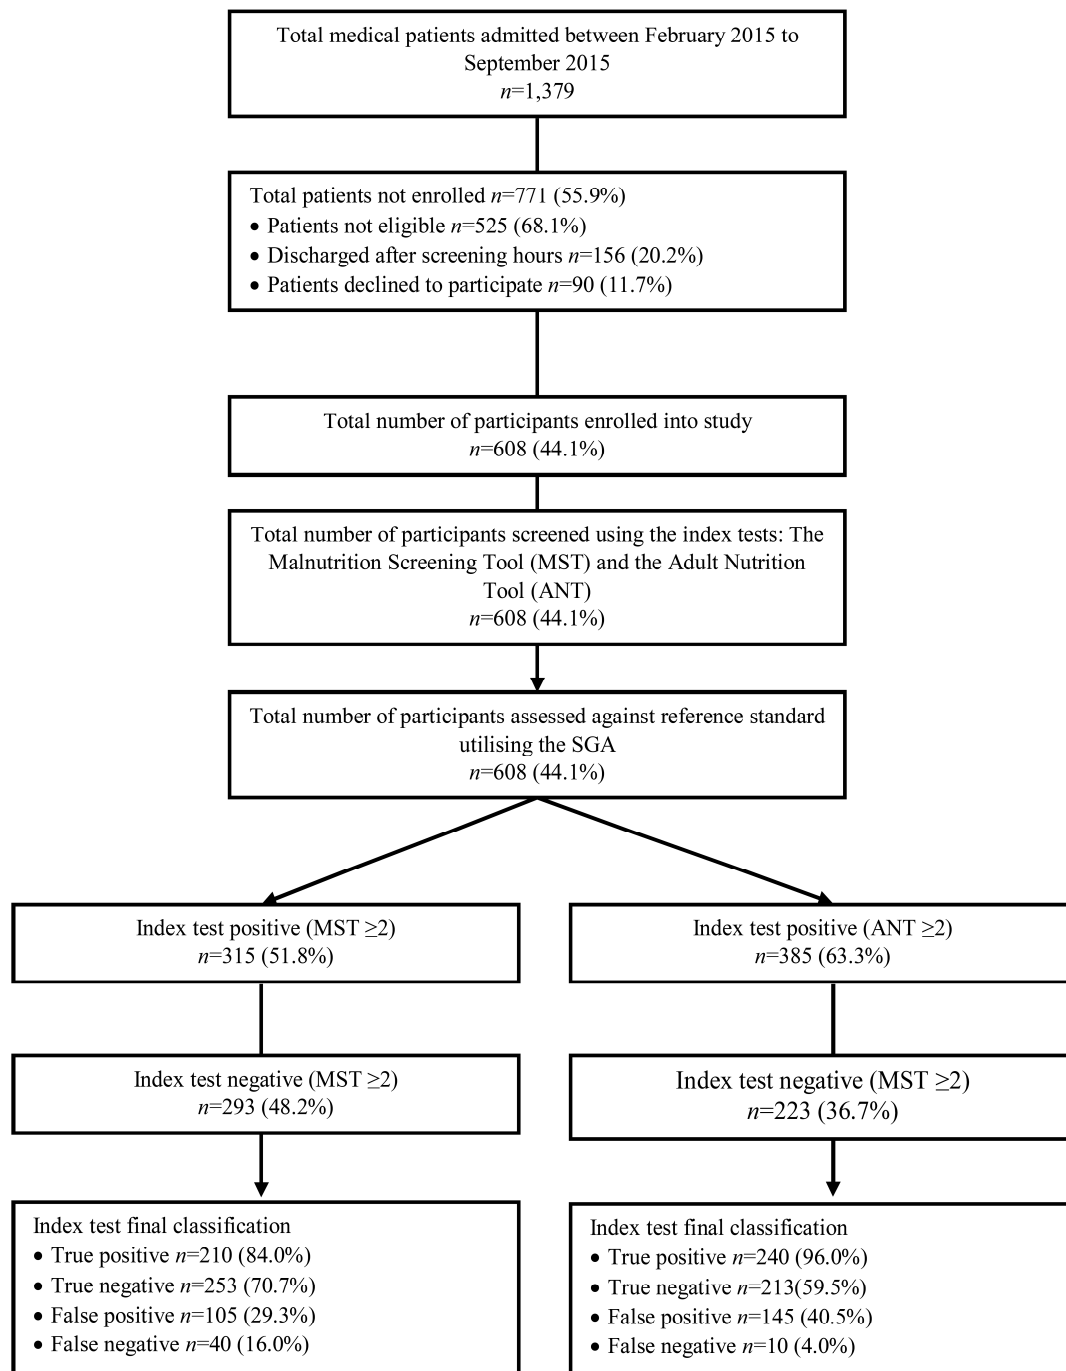 Total medical patients admitted between February 2015 to
September 2015
n=1,379
Total patients not enrolled n=771 (55.9%)
• Patients not eligible n=525 (68.1%)
• Discharged after screening hours n=156 (20.2%)
• Patients declined to participate n=90 (11.7%)
Total number of participants enrolled into study
n=608 (44.1%)
Total number of participants screened using the index tests: The
Malnutrition Screening Tool (MST) and the Adult Nutrition
Tool (ANT)
n=608 (44.1%)
Total number of participants assessed against reference standard
utilising the SGA
n=608 (44.1%)
Index test positive (MST ≥2)
n=315 (51.8%)
Index test negative (MST ≥2)
n=293 (48.2%)
Index test final classification
• True positive n=210 (84.0%)
• True negative n=253 (70.7%)
• False positive n=105 (29.3%)
• False negative n=40 (16.0%)
Index test positive (ANT ≥2)
n=385 (63.3%)
Index test negative (MST ≥2)
n=223 (36.7%)
Index test final classification
• True positive n=240 (96.0%)
• True negative n=213(59.5%)
• False positive n=145 (40.5%)
• False negative n=10 (4.0%)